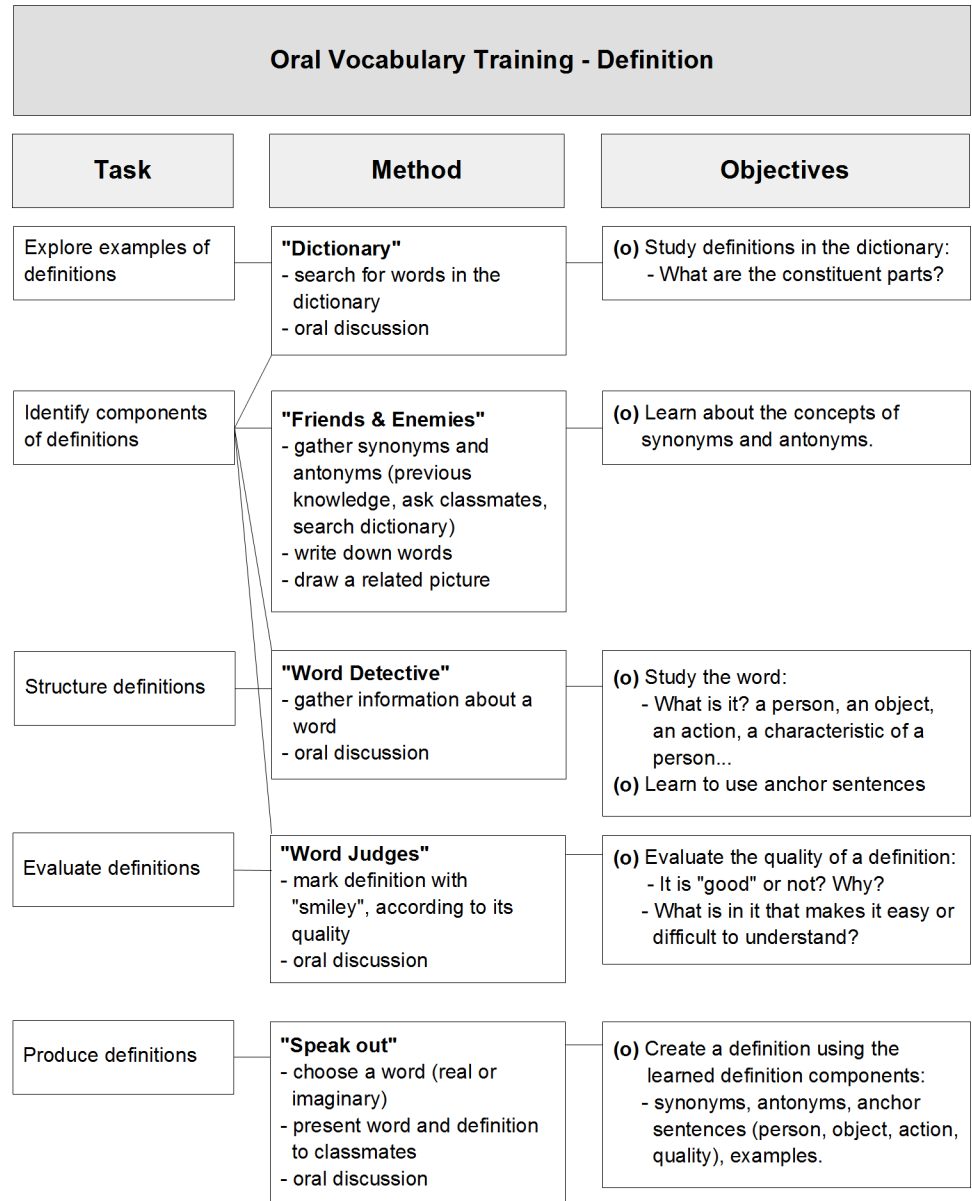 Oral Vocabulary Training - Definition
Task
Method
Objectives
Explore examples of
definitions
"Dictionary"
- search for words in the
dictionary
- oral discussion
(o) Study definitions in the dictionary:
- What are the constituent parts?
Identify components
of definitions
"Friends & Enemies"
- gather synonyms and
antonyms (previous
knowledge, ask classmates,
search dictionary)
- write down words
- draw a related picture
(o) Learn about the concepts of
synonyms and antonyms.
Structure definitions
"Word Detective"
- gather information about a
word
- oral discussion
(o) Study the word:
- What is it? a person, an object,
an action, a characteristic of a
person...
(o) Learn to use anchor sentences
Evaluate definitions
"Word Judges"
- mark definition with
"smiley", according to its
quality
- oral discussion
(o) Evaluate the quality of a definition:
- It is "good" or not? Why?
- What is in it that makes it easy or
difficult to understand?
Produce definitions
"Speak out"
- choose a word (real or
imaginary)
- present word and definition
to classmates
- oral discussion
(o) Create a definition using the
learned definition components:
- synonyms, antonyms, anchor
sentences (person, object, action,
quality), examples.